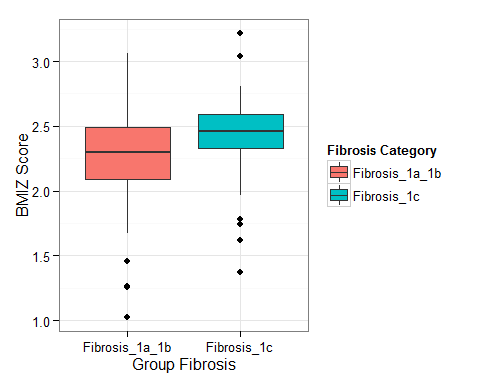 3.0
2.5
2.0
1.5
1.0
BMIZ Score
Fibrosis_1a_1b
Fibrosis_1c
Group Fibrosis
Fibrosis Category
Fibrosis_1a_1b
Fibrosis_1c